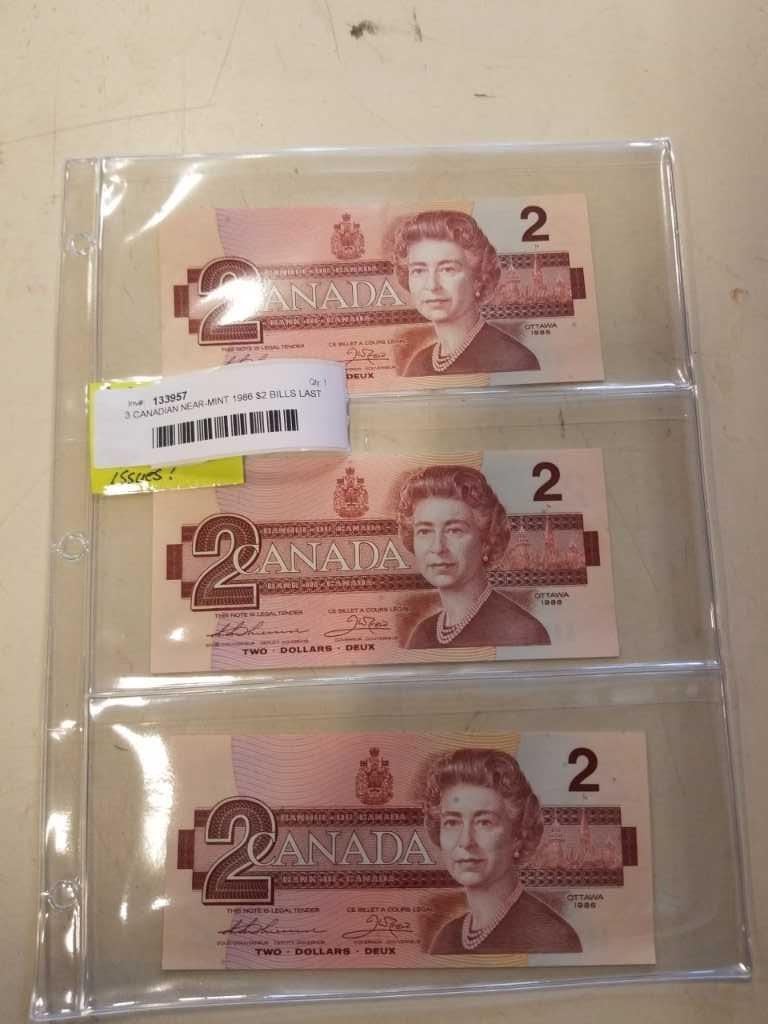 2
BANQUE · DU · CANADA
2 CANADA
BANK · OF · CANADA
THIS NOTE IS LEGAL TENDER
CE BILLET A COURS LÉGAL
OTTAWA
1986
DEUX
Inv#: 133957
Qty: 1
3 CANADIAN NEAR-MINT 1986 $2 BILLS LAST
ISSUES!
2
BANQUE · DU · CANADA
2 CANADA
BANK · OF · CANADA
THIS NOTE IS LEGAL TENDER
CE BILLET A COURS LÉGAL
OTTAWA
1986
TWO · DOLLARS · DEUX
2
BANQUE · DU · CANADA
2 CANADA
BANK · OF · CANADA
THIS NOTE IS LEGAL TENDER
CE BILLET A COURS LÉGAL
OTTAWA
1986
TWO · DOLLARS · DEUX